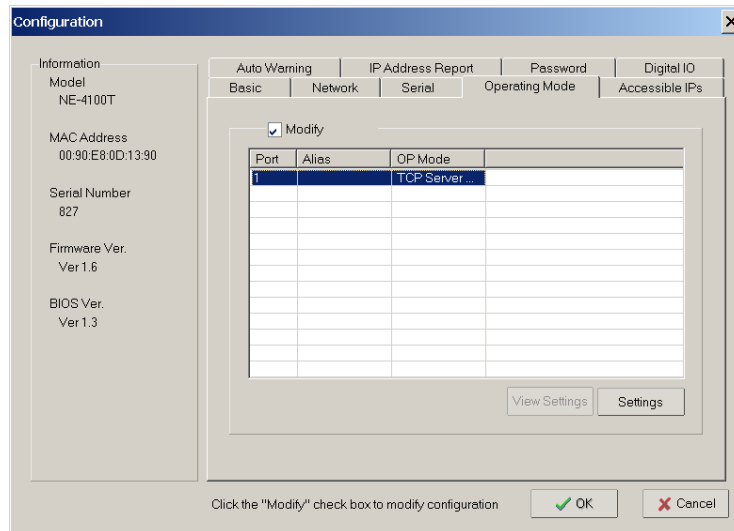 Configuration
Information
Model
NE-4100T
MAC Address
00:90:E8:0D:13:90
Serial Number
827
Firmware Ver.
Ver 1.6
BIOS Ver.
Ver 1.3
Auto Warning IP Address Report Password Digital IO
Basic Network Serial Operating Mode Accessible IPs
Modify
Port Alias OP Mode
1 TCP Server ...
View Settings Settings
Click the "Modify" check box to modify configuration OK Cancel